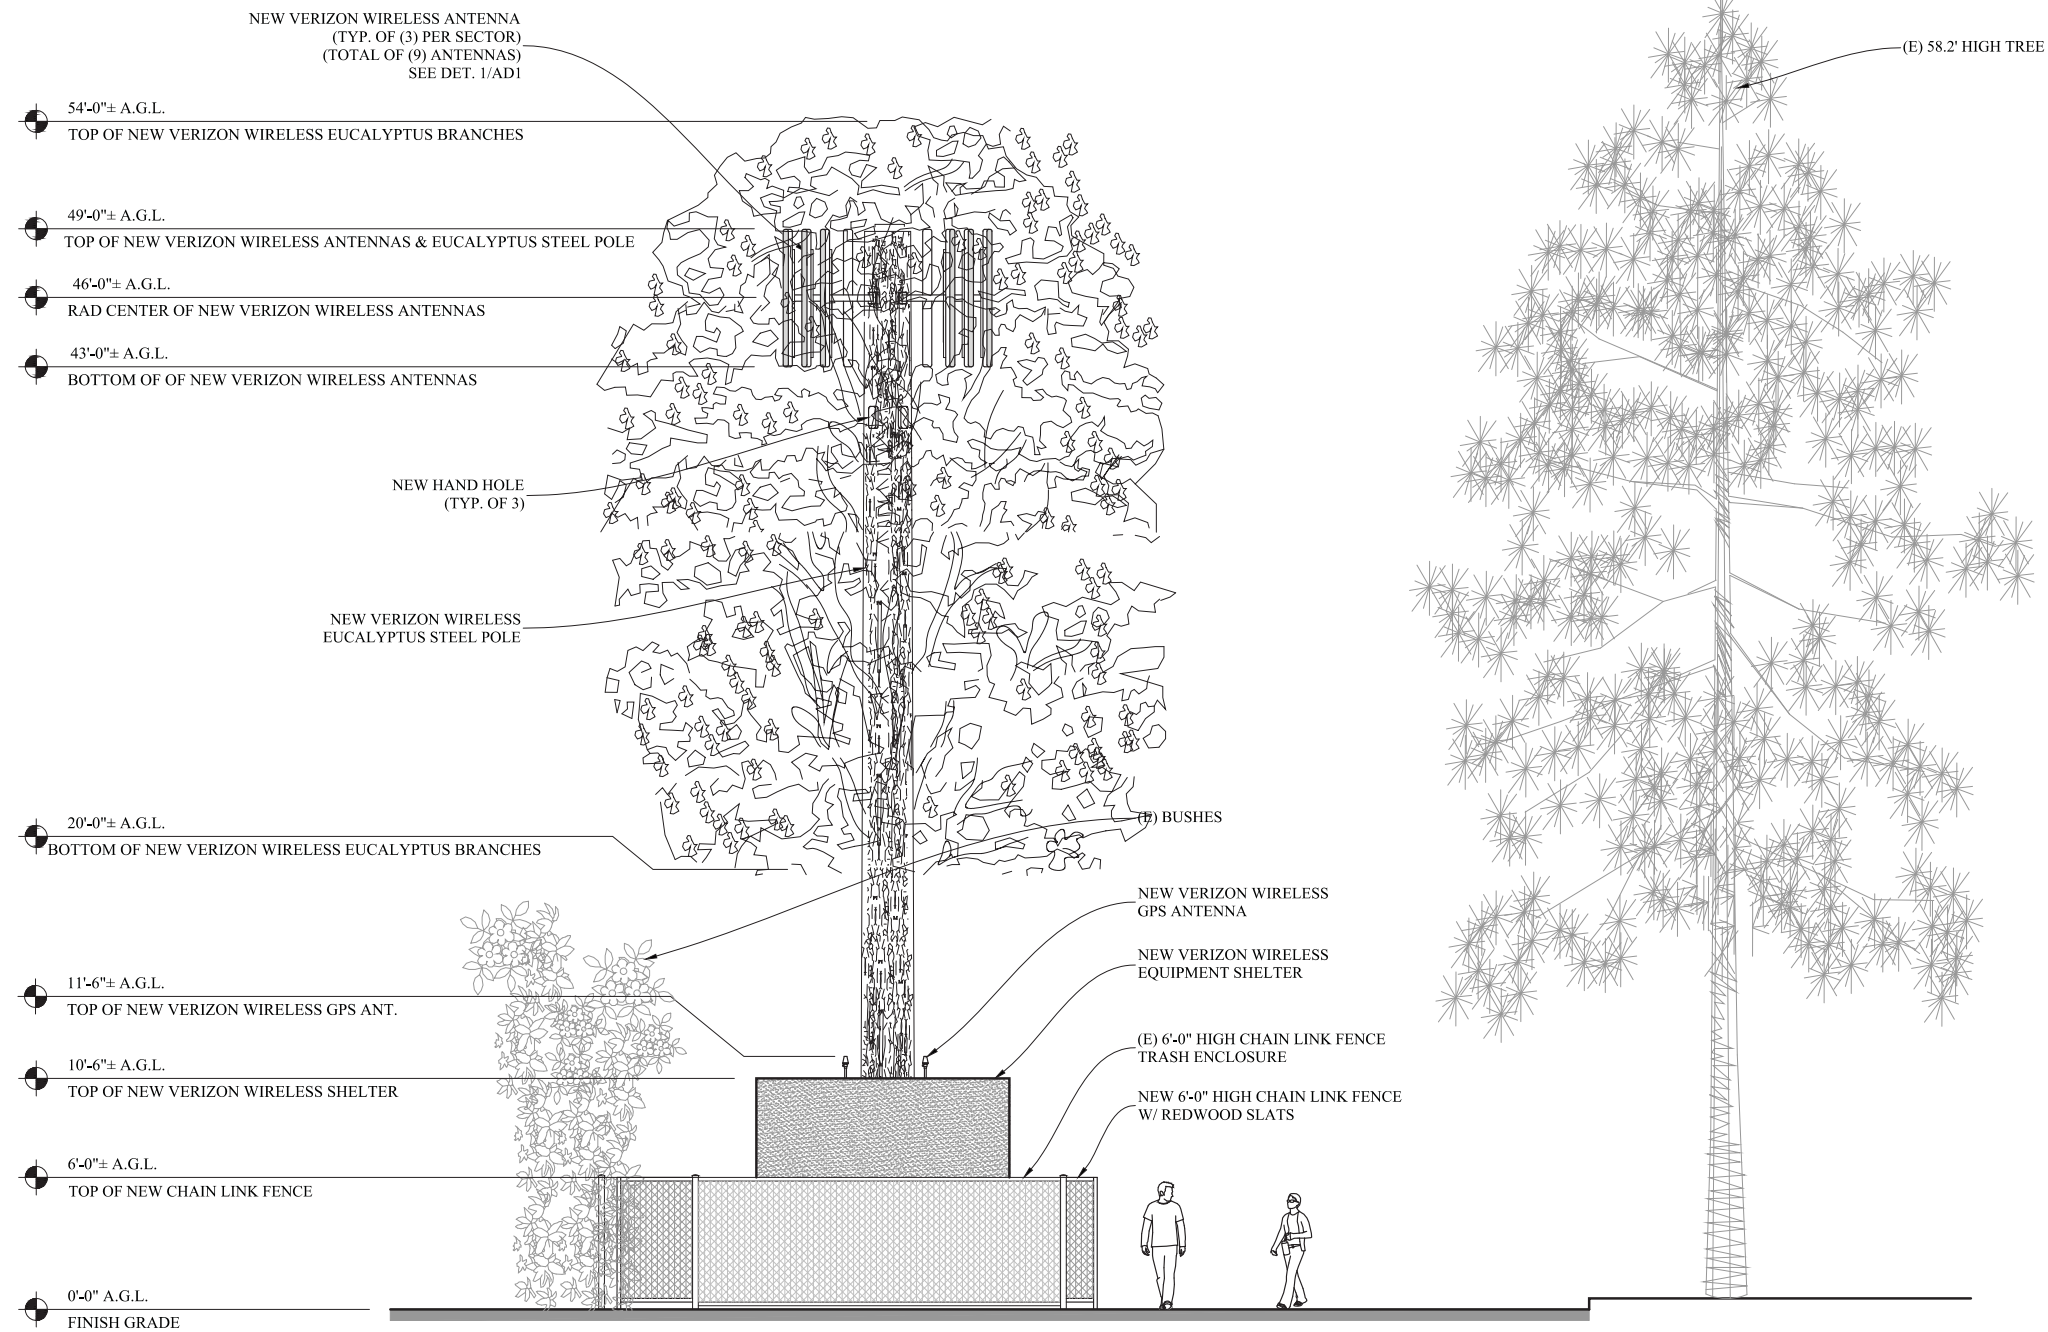 NEW VERIZON WIRELESS ANTENNA
(TYP. OF (3) PER SECTOR)
(TOTAL OF (9) ANTENNAS)
SEE DET. 1/AD1
(E) 58.2' HIGH TREE
54'-0"± A.G.L.
TOP OF NEW VERIZON WIRELESS EUCALYPTUS BRANCHES
49'-0"± A.G.L.
TOP OF NEW VERIZON WIRELESS ANTENNAS & EUCALYPTUS STEEL POLE
46'-0"± A.G.L.
RAD CENTER OF NEW VERIZON WIRELESS ANTENNAS
43'-0"± A.G.L.
BOTTOM OF OF NEW VERIZON WIRELESS ANTENNAS
NEW HAND HOLE
(TYP. OF 3)
NEW VERIZON WIRELESS
EUCALYPTUS STEEL POLE
20'-0"± A.G.L.
BOTTOM OF NEW VERIZON WIRELESS EUCALYPTUS BRANCHES
(E) BUSHES
NEW VERIZON WIRELESS
GPS ANTENNA
NEW VERIZON WIRELESS
EQUIPMENT SHELTER
11'-6"± A.G.L.
TOP OF NEW VERIZON WIRELESS GPS ANT.
(E) 6'-0" HIGH CHAIN LINK FENCE
TRASH ENCLOSURE
10'-6"± A.G.L.
TOP OF NEW VERIZON WIRELESS SHELTER
NEW 6'-0" HIGH CHAIN LINK FENCE
W/ REDWOOD SLATS
6'-0"± A.G.L.
TOP OF NEW CHAIN LINK FENCE
0'-0" A.G.L.
FINISH GRADE